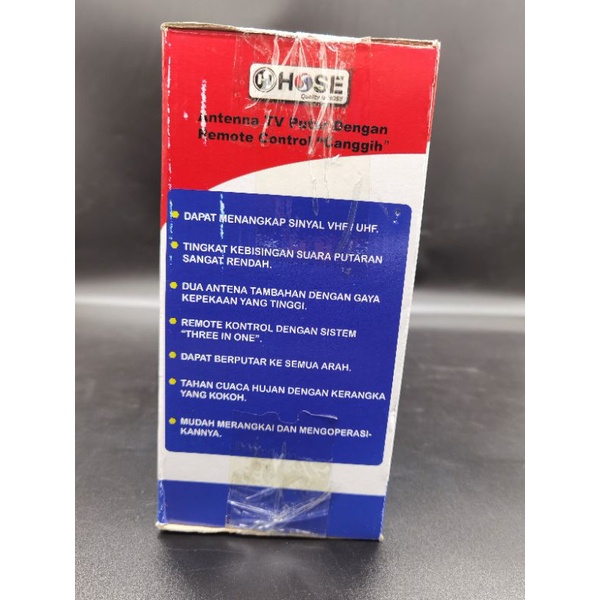 HOSE
Antenna TV Putar Dengan
Remote Control "Canggih"
DAPAT MENANGKAP SINYAL VHF / UHF.
TINGKAT KEBISINGAN SUARA PUTARAN
SANGAT RENDAH.
DUA ANTENA TAMBAHAN DENGAN GAYA
KEPEKAAN YANG TINGGI.
REMOTE KONTROL DENGAN SISTEM
"THREE IN ONE".
DAPAT BERPUTAR KE SEMUA ARAH.
TAHAN CUACA HUJAN DENGAN KERANGKA
YANG KOKOH.
MUDAH MERANGKAI DAN MENGOPERASI-
KANNYA.